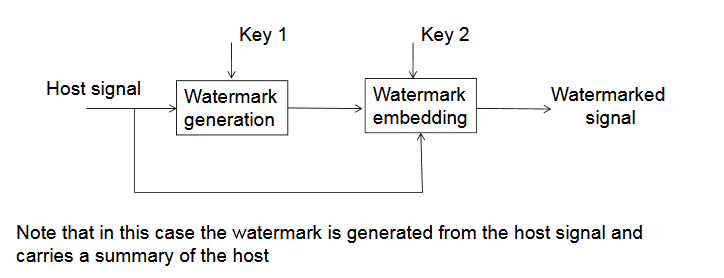 Key 1
Key 2
Host signal
Watermark
generation
Watermark
embedding
Watermarked
signal
Note that in this case the watermark is generated from the host signal and
carries a summary of the host